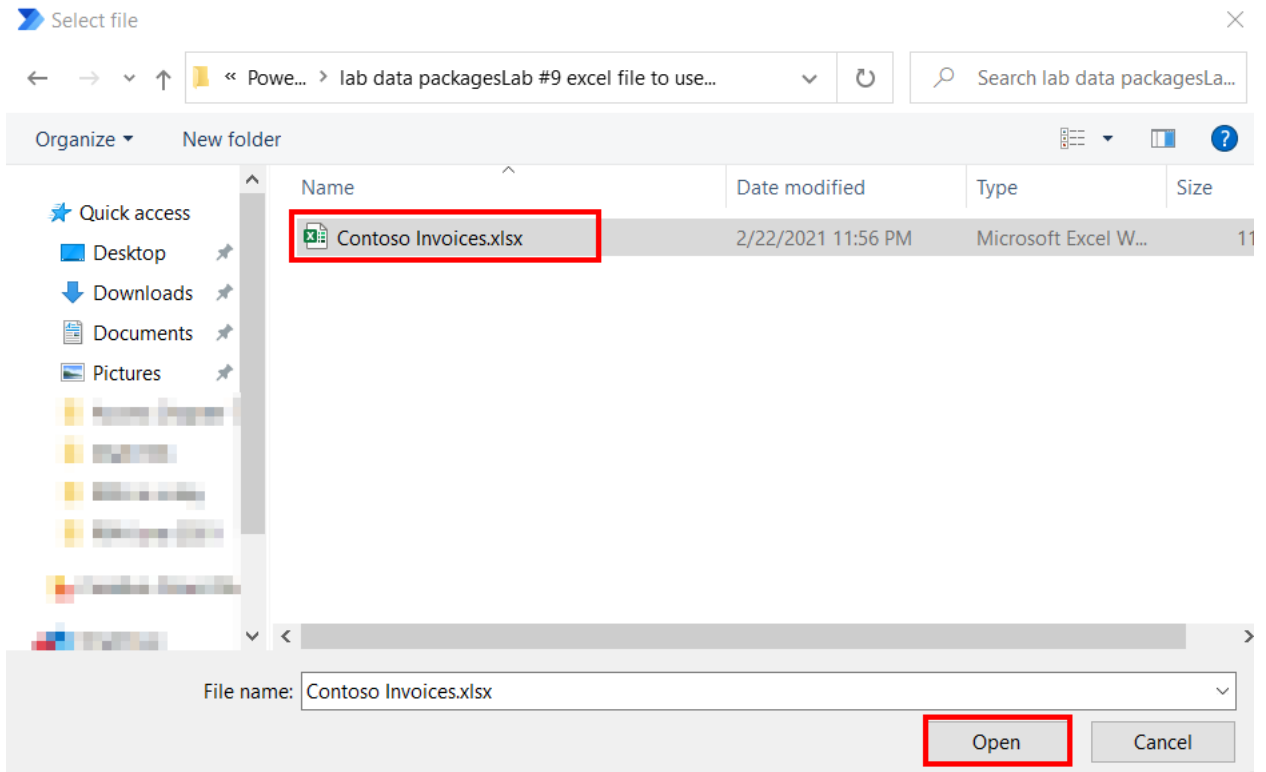 Select file
« Powe... > lab data packagesLab #9 excel file to use...
Search lab data packagesLa...
Organize
New folder
?
Name
Date modified
Type
Size
Quick access
Desktop
Downloads
Documents
Pictures
Contoso Invoices.xlsx
2/22/2021 11:56 PM
Microsoft Excel W...
11
File name:
Contoso Invoices.xlsx
Open
Cancel